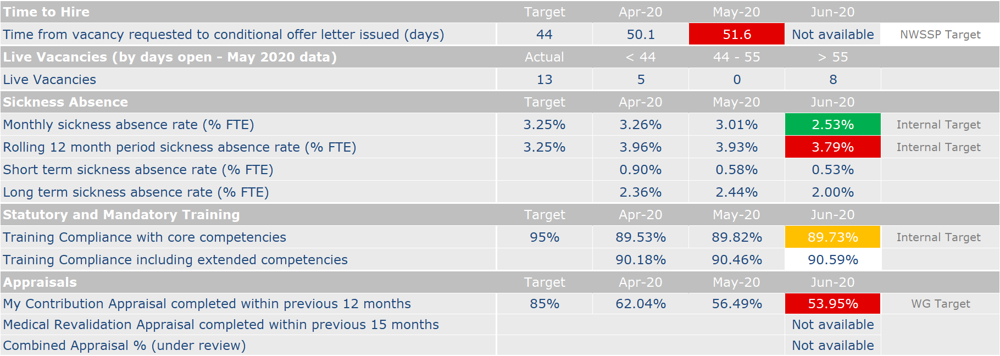 Time to Hire Target Apr-20 May-20 Jun-20
Time from vacancy requested to conditional offer letter issued (days) 44 50.1 51.6 Not available NWSSP Target
Live Vacancies (by days open - May 2020 data) Actual < 44 44 - 55 > 55
Live Vacancies 13 5 0 8
Sickness Absence Target Apr-20 May-20 Jun-20
Monthly sickness absence rate (% FTE) 3.25% 3.26% 3.01% 2.53% Internal Target
Rolling 12 month period sickness absence rate (% FTE) 3.25% 3.96% 3.93% 3.79% Internal Target
Short term sickness absence rate (% FTE) 0.90% 0.58% 0.53%
Long term sickness absence rate (% FTE) 2.36% 2.44% 2.00%
Statutory and Mandatory Training Target Apr-20 May-20 Jun-20
Training Compliance with core competencies 95% 89.53% 89.82% 89.73% Internal Target
Training Compliance including extended competencies 90.18% 90.46% 90.59%
Appraisals Target Apr-20 May-20 Jun-20
My Contribution Appraisal completed within previous 12 months 85% 62.04% 56.49% 53.95% WG Target
Medical Revalidation Appraisal completed within previous 15 months Not available
Combined Appraisal % (under review) Not available